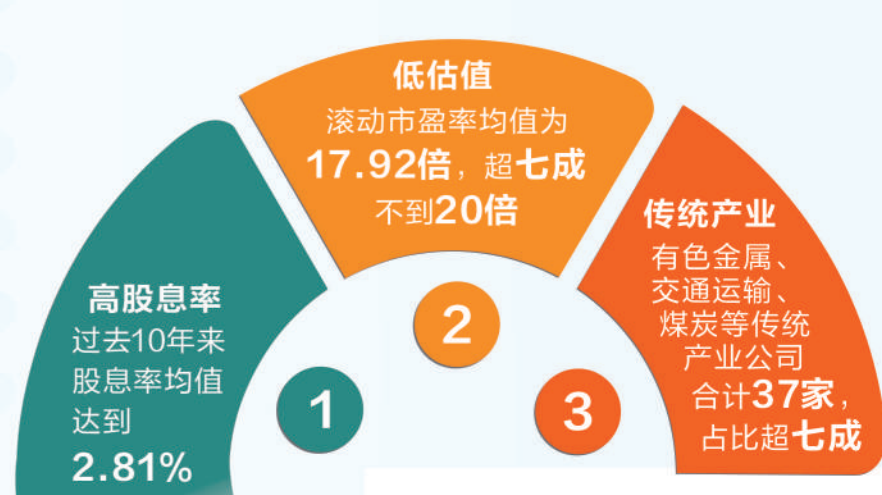 高股息率
过去10年来
股息率均值
达到
2.81%
1
低估值
滚动市盈率均值为
17.92倍，超七成
不到20倍
2
传统产业
有色金属、
交通运输、
煤炭等传统
产业公司
合计37家，
占比超七成
3